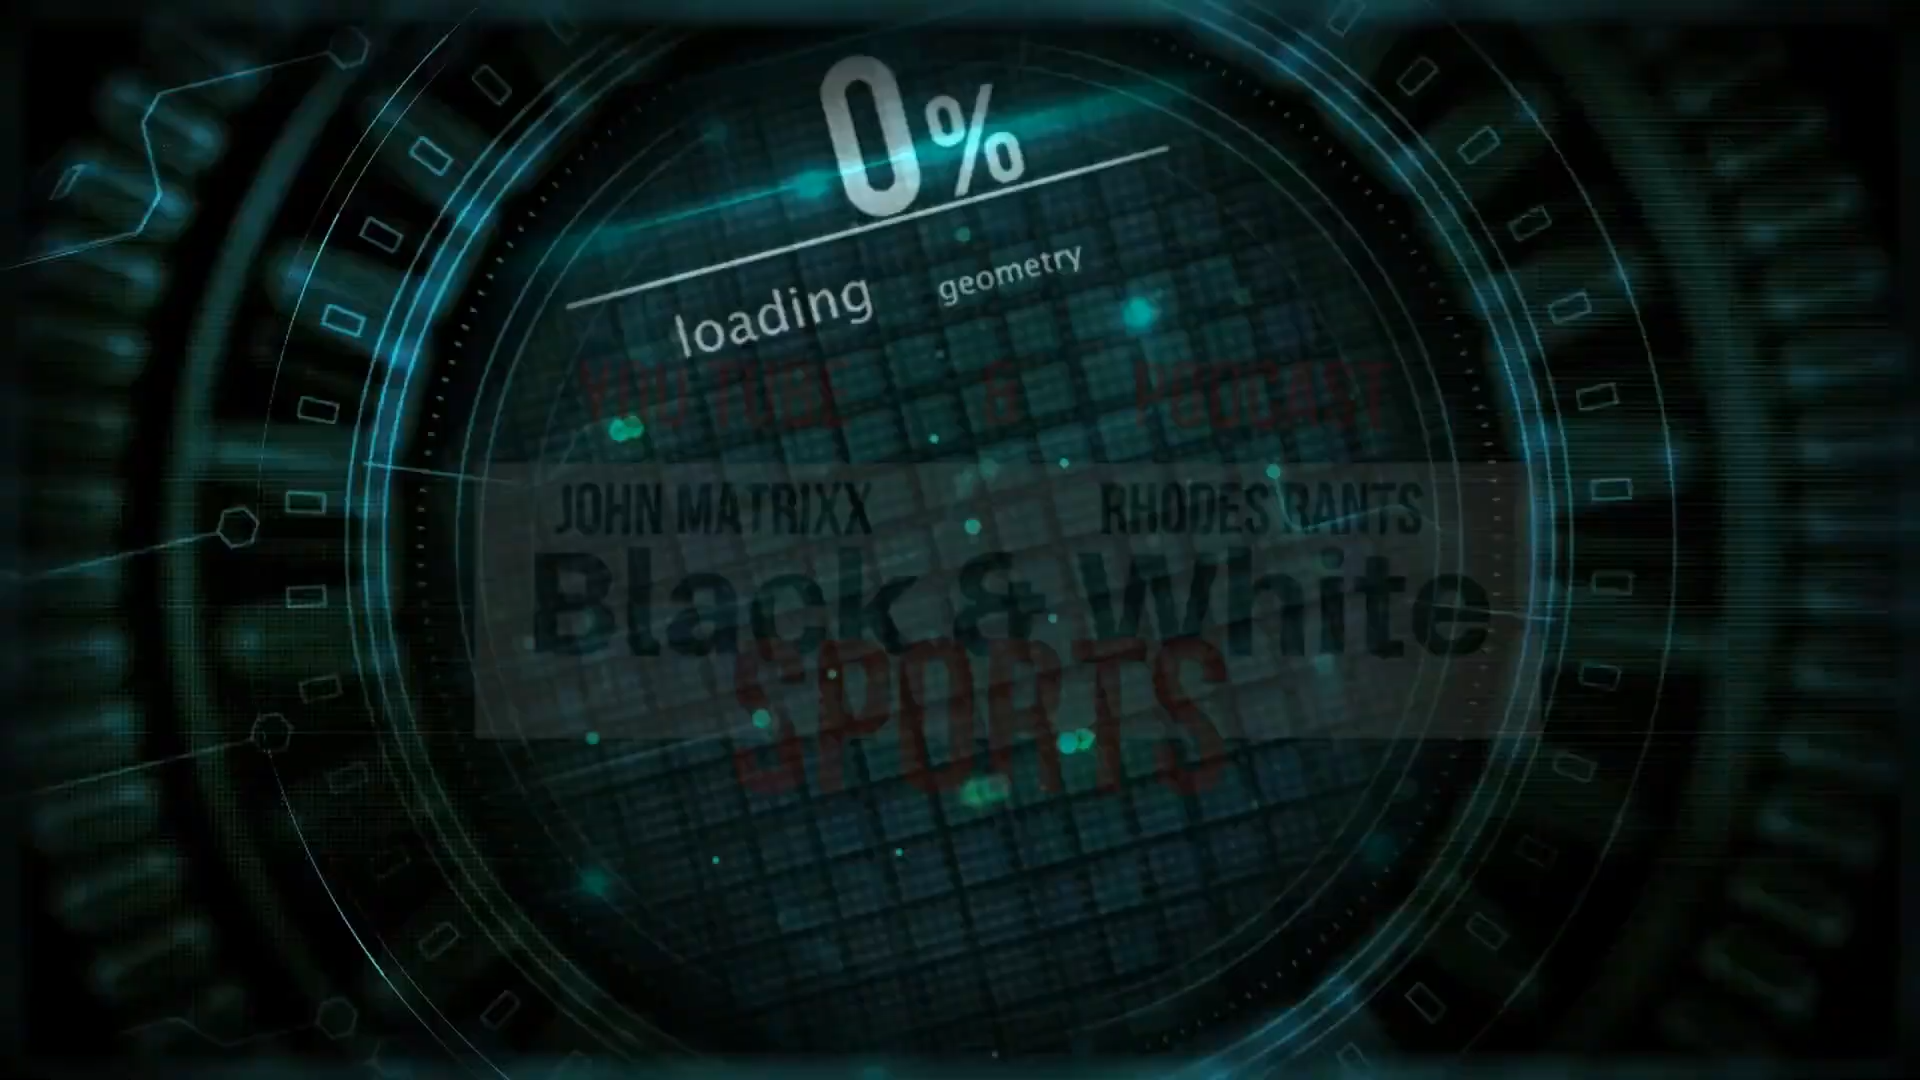 0%
loading geometry
YOU TUBE & PODCAST
JOHN MATRIXX RHODES RANTS
Black & White
SPORTS